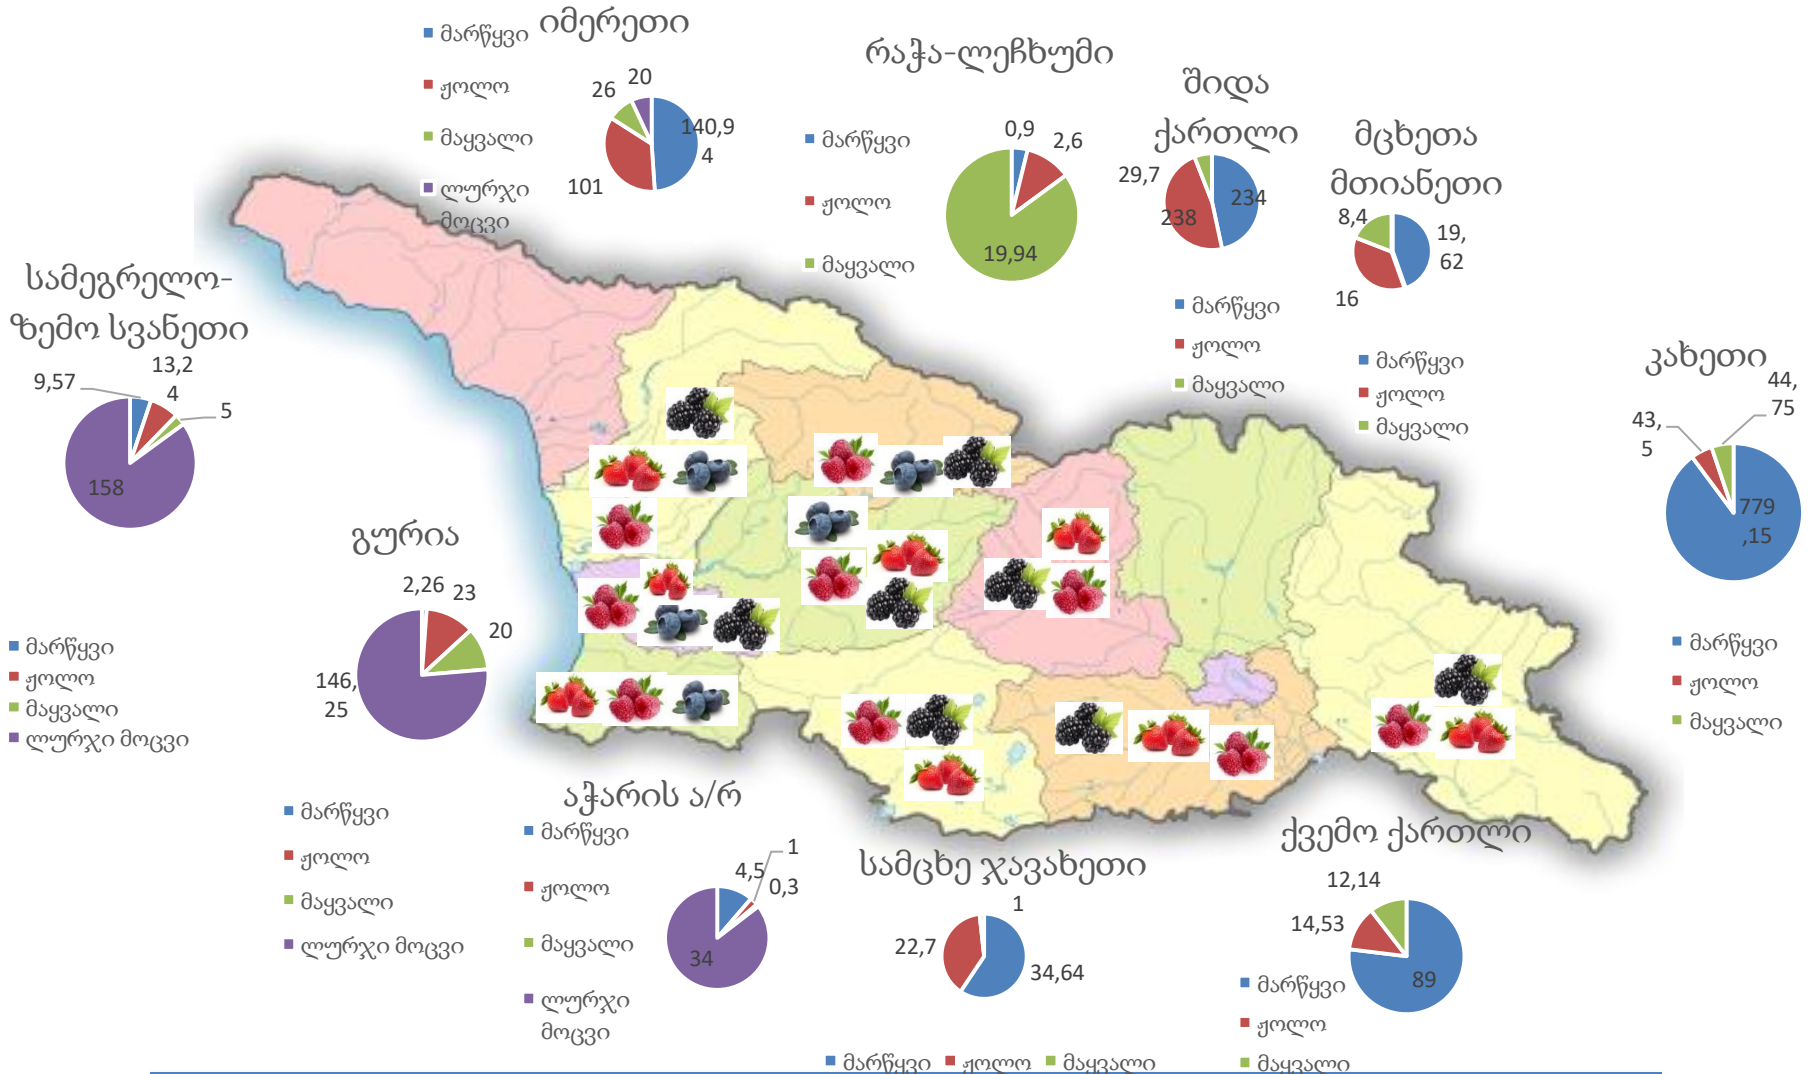 იმერეთი
მარწყვი
ჟოლო
მაყვალი
ლურჯი
მოცვი
20
26
140,9
4
101
რაჭა-ლეჩხუმი
მარწყვი
ჟოლო
მაყვალი
0,9
2,6
19,94
შიდა
ქართლი
29,7
234
238
მარწყვი
ჟოლო
მაყვალი
მცხეთა
მთიანეთი
8,4
19,
62
16
მარწყვი
ჟოლო
მაყვალი
კახეთი
44,
75
43,
5
779
,15
მარწყვი
ჟოლო
მაყვალი
სამეგრელო-
ზემო სვანეთი
9,57
13,2
4
5
158
მარწყვი
ჟოლო
მაყვალი
ლურჯი მოცვი
გურია
2,26
23
20
146,
25
მარწყვი
ჟოლო
მაყვალი
ლურჯი მოცვი
აჭარის ა/რ
მარწყვი
ჟოლო
მაყვალი
ლურჯი
მოცვი
1
4,5
0,3
34
სამცხე ჯავახეთი
1
22,7
34,64
მარწყვი ჟოლო მაყვალი
ქვემო ქართლი
12,14
14,53
89
მარწყვი
ჟოლო
მაყვალი